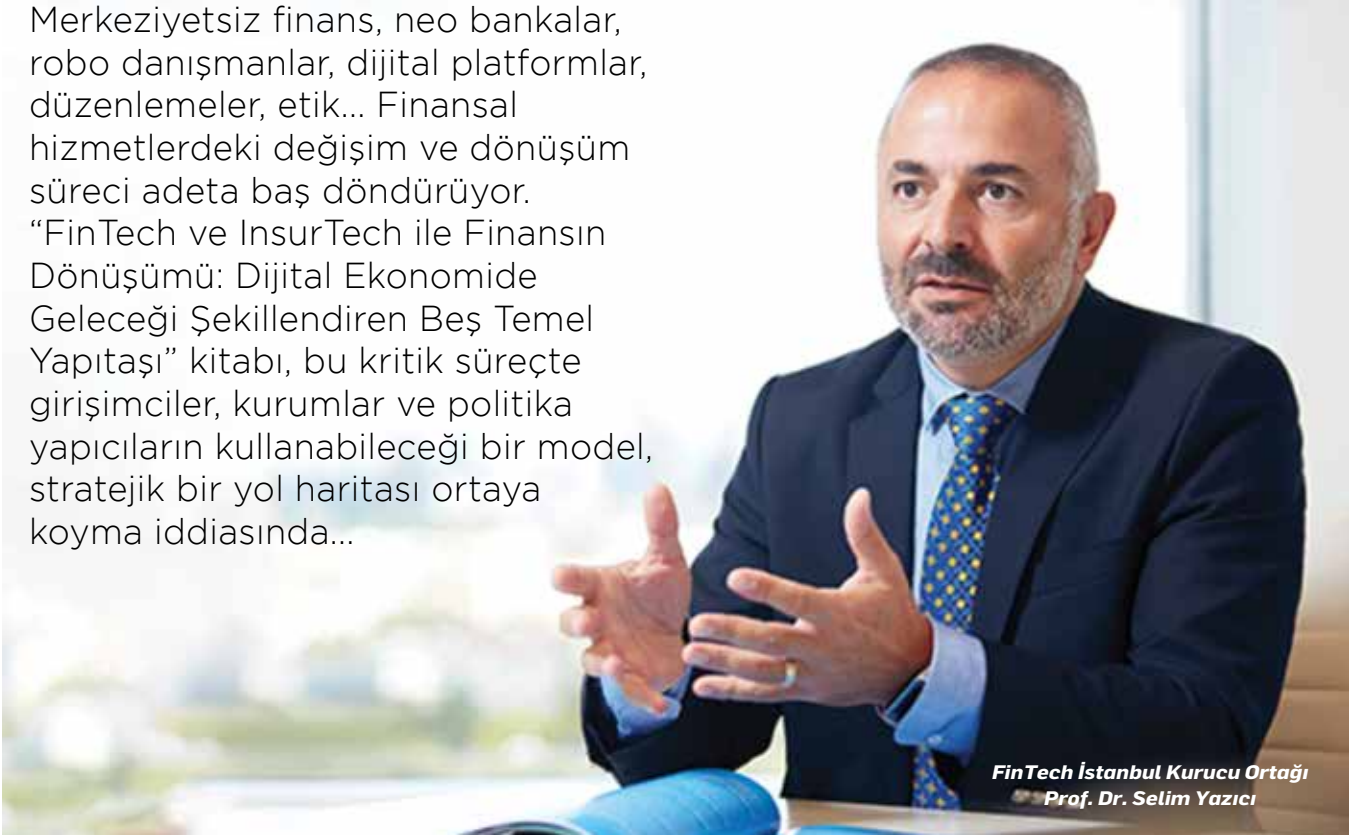 Merkeziyetsiz finans, neo bankalar,
robo danışmanlar, dijital platformlar,
düzenlemeler, etik... Finansal
hizmetlerdeki değişim ve dönüşüm
süreci adeta baş döndürüyor.
“FinTech ve InsurTech ile Finansın
Dönüşümü: Dijital Ekonomide
Geleceği Şekillendiren Beş Temel
Yapıtaşı” kitabı, bu kritik süreçte
girişimciler, kurumlar ve politika
yapıcıların kullanabileceği bir model,
stratejik bir yol haritası ortaya
koyma iddiasında...
FinTech İstanbul Kurucu Ortağı
Prof. Dr. Selim Yazıcı